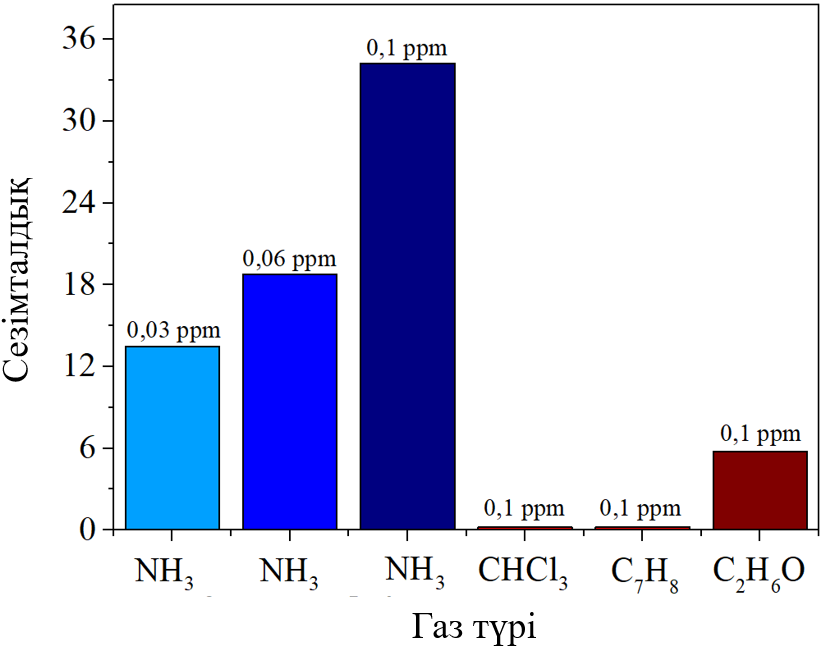 Сезімталдық
36
30
24
18
12
6
0
0,03 ppm
0,06 ppm
0,1 ppm
0,1 ppm
0,1 ppm
0,1 ppm
NH₃ NH₃ NH₃ CHCl₃ C₇H₈ C₂H₆O
Газ түрі